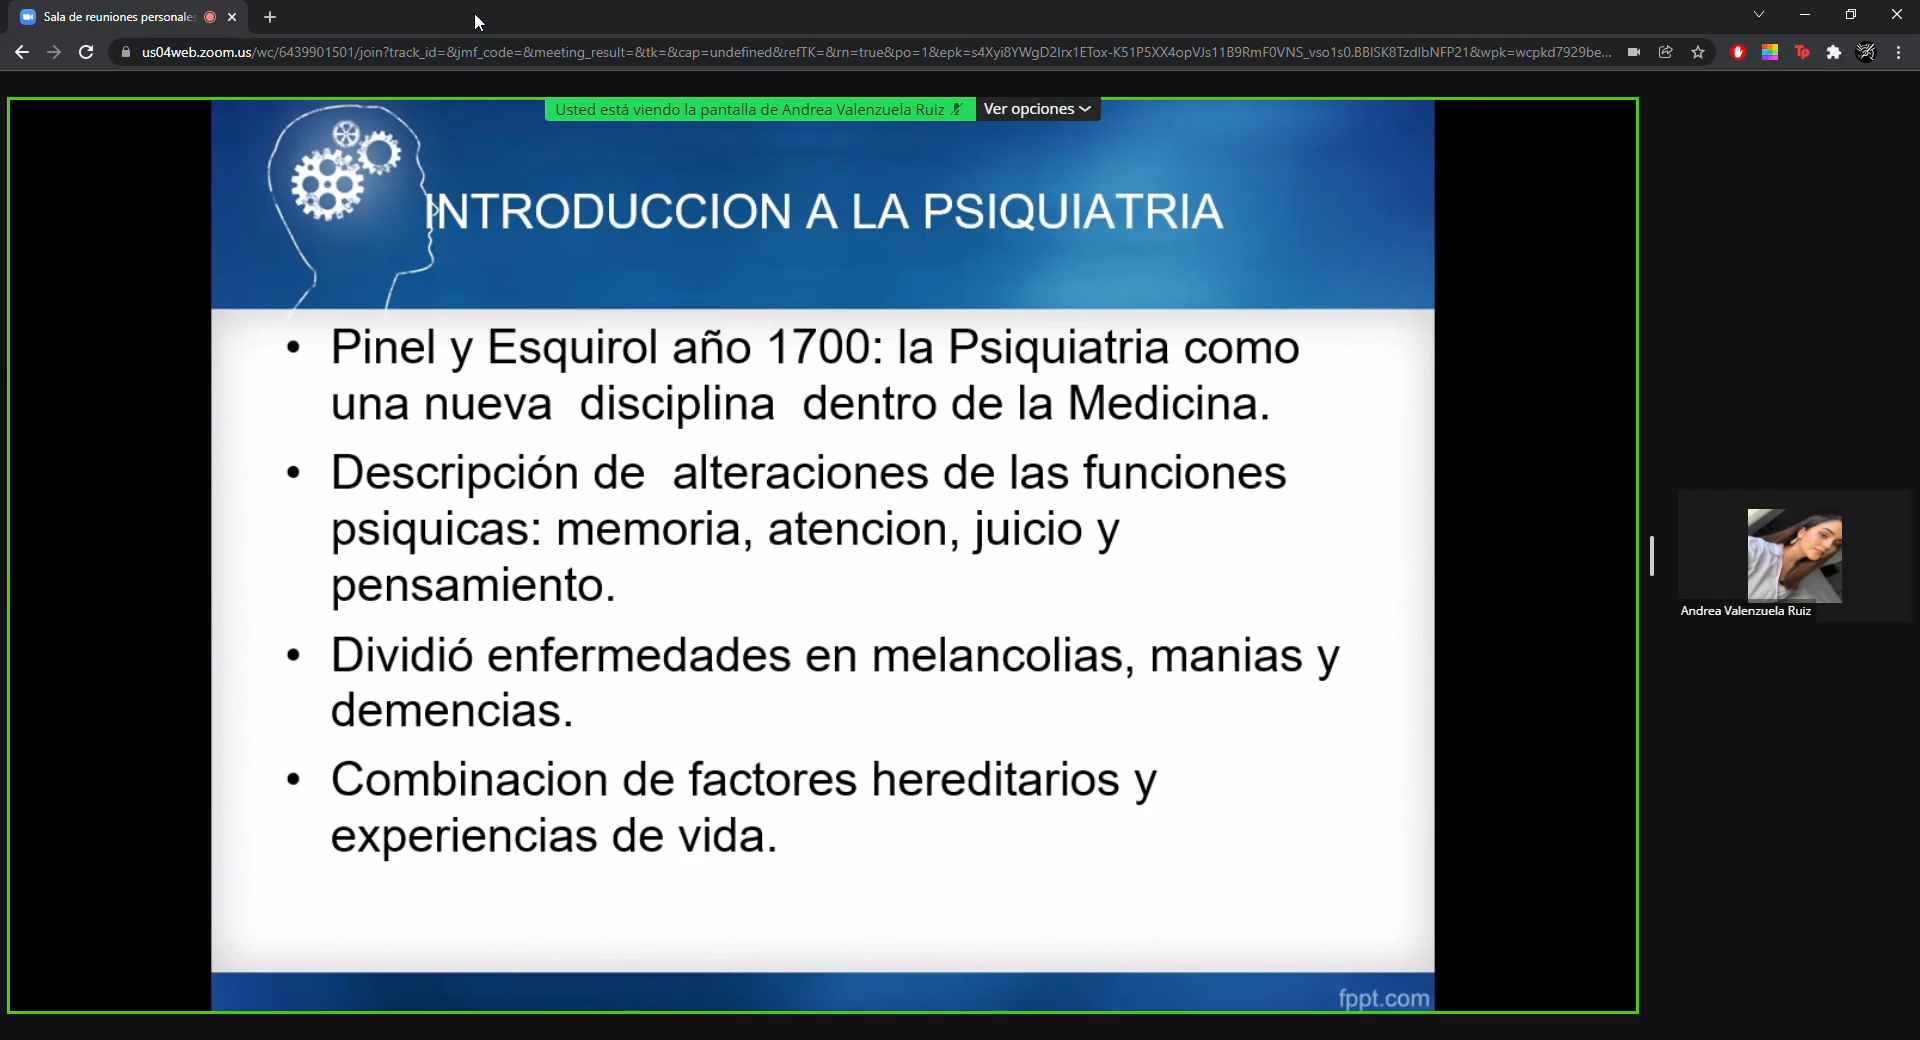 Sala de reuniones personales
us04web.zoom.us/wc/6439901501/join?track_id=&jmf_code=&meeting_result=&tk=&cap=undefined&refTK=&rn=true&po=1&epk=s4Xyi8YWgD2Irx1ETox-K51P5XX4opVJs11B9RmF0VNS_vso1s0.BBISK8TzdIbNFP21&wpk=wcpkd7929be...
Usted está viendo la pantalla de Andrea Valenzuela Ruiz
Ver opciones
INTRODUCCION A LA PSIQUIATRIA
• Pinel y Esquirol año 1700: la Psiquiatria como
una nueva disciplina dentro de la Medicina.
• Descripción de alteraciones de las funciones
psiquicas: memoria, atencion, juicio y
pensamiento.
• Dividió enfermedades en melancolias, manias y
demencias.
• Combinacion de factores hereditarios y
experiencias de vida.
fppt.com
Andrea Valenzuela Ruiz